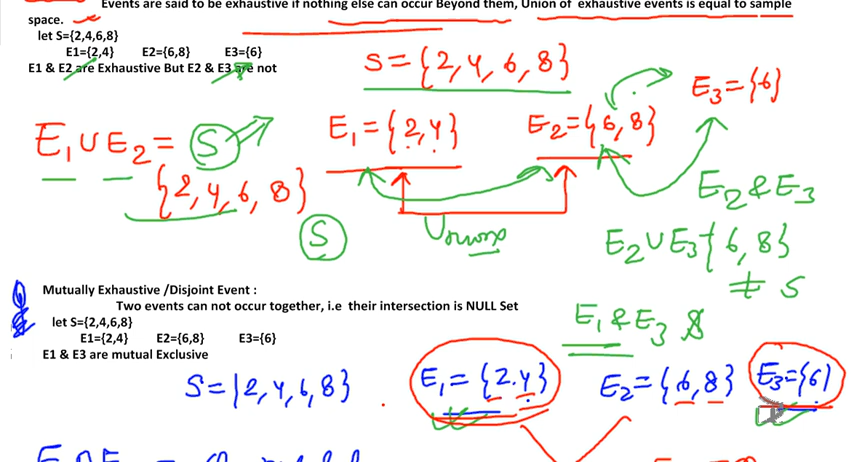 Events are said to be exhaustive if nothing else can occur Beyond them, Union of exhaustive events is equal to sample
space.
let S={2,4,6,8}
E1={2,4} E2={6,8} E3={6}
E1 & E2 are Exhaustive But E2 & E3 are not
S={2,4,6,8}
E3={6}
E1={2,4} E2={6,8}
E1UE2= S
{2,4,6,8}
E2&E3
S
E2UE3{6,8}
≠ S
Mutually Exhaustive /Disjoint Event :
Two events can not occur together, i.e their intersection is NULL Set
E1&E3
let S={2,4,6,8}
E1={2,4} E2={6,8} E3={6}
E1 & E3 are mutual Exclusive
S={2,4,6,8} E1={2.4} E2={6,8} E3={6}